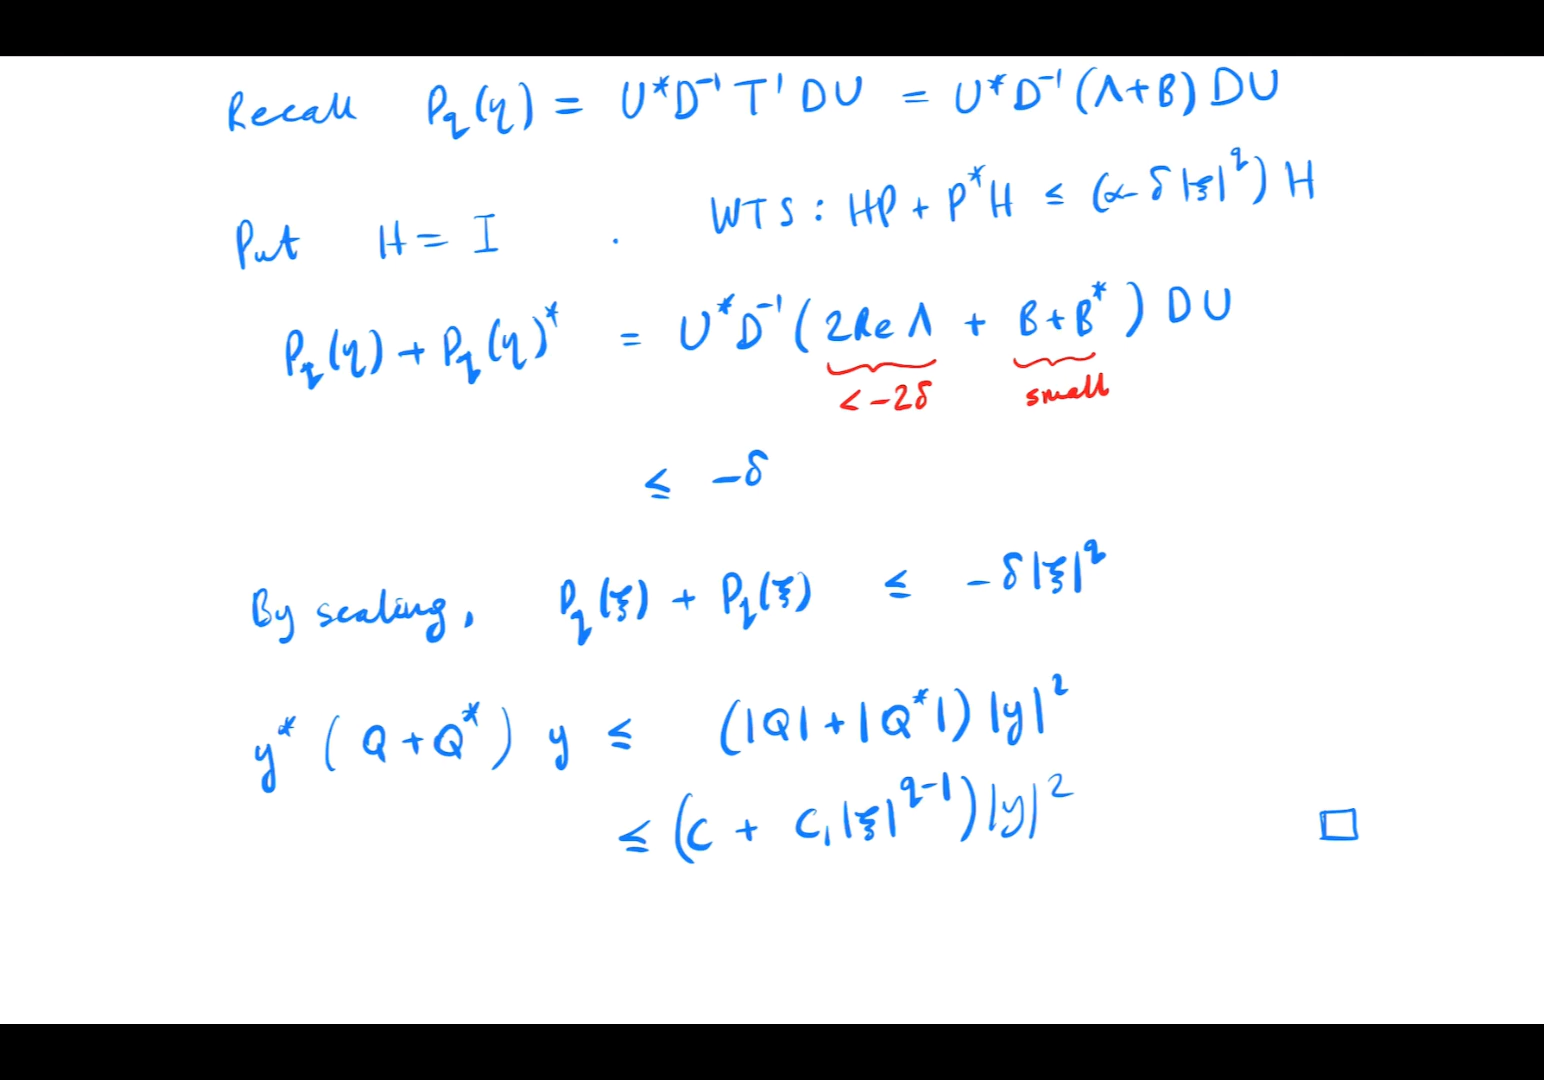 Recall P_q(η) = U*D⁻¹T'DU = U*D⁻¹(Λ+B)DU
Put H = I . WTS: HP + P*H ≤ (α-δ|ξ|^q) H
P_q(η) + P_q(η)* = U*D⁻¹(2Re Λ + B+B*) DU
< -2δ small
≤ -δ
By scaling, P_q(ξ) + P_q(ξ) ≤ -δ|ξ|^q
y*(Q+Q*) y ≤ (|Q|+|Q*|)|y|²
≤ (C + C₁|ξ|^{q-1})|y|² □